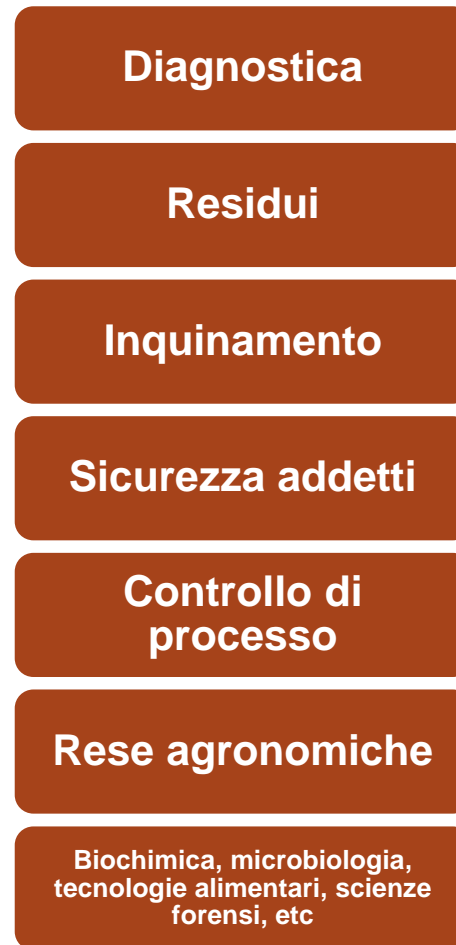 Diagnostica
Residui
Inquinamento
Sicurezza addetti
Controllo di
processo
Rese agronomiche
Biochimica, microbiologia,
tecnologie alimentari, scienze
forensi, etc